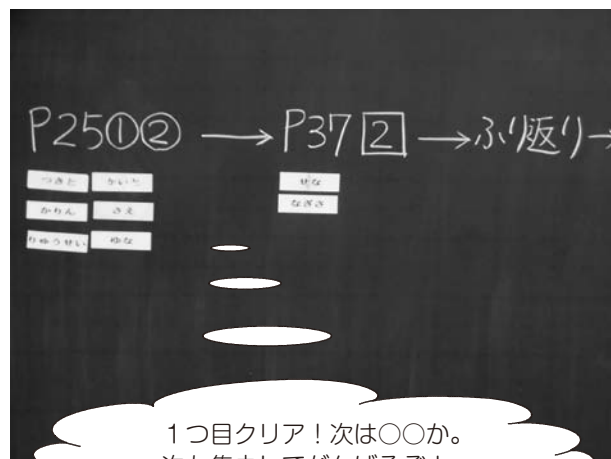 P25①② → P37 2 → ふり返り →
つきと かいと
かりん さえ
りゅうせい ゆな
せな
なぎさ
1つ目クリア！次は○○か。